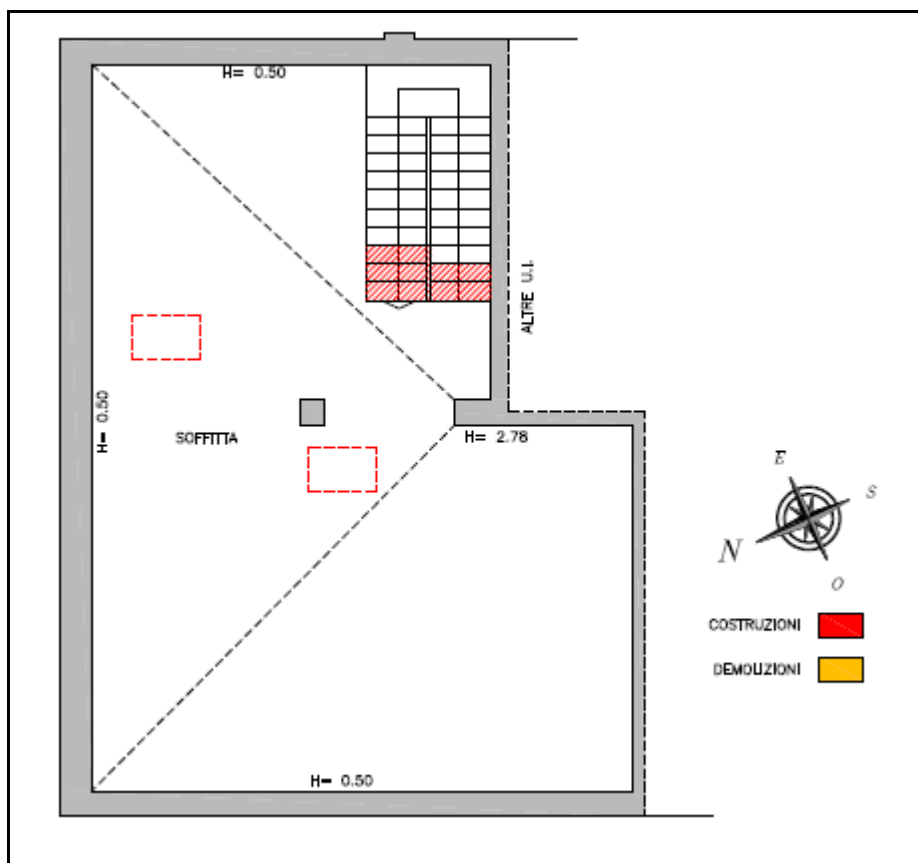 H= 0.50
ALTRE U.I.
H= 0.50
SOFFITTA
H= 2.78
E
S
N
O
COSTRUZIONI
DEMOLIZIONI
H= 0.50